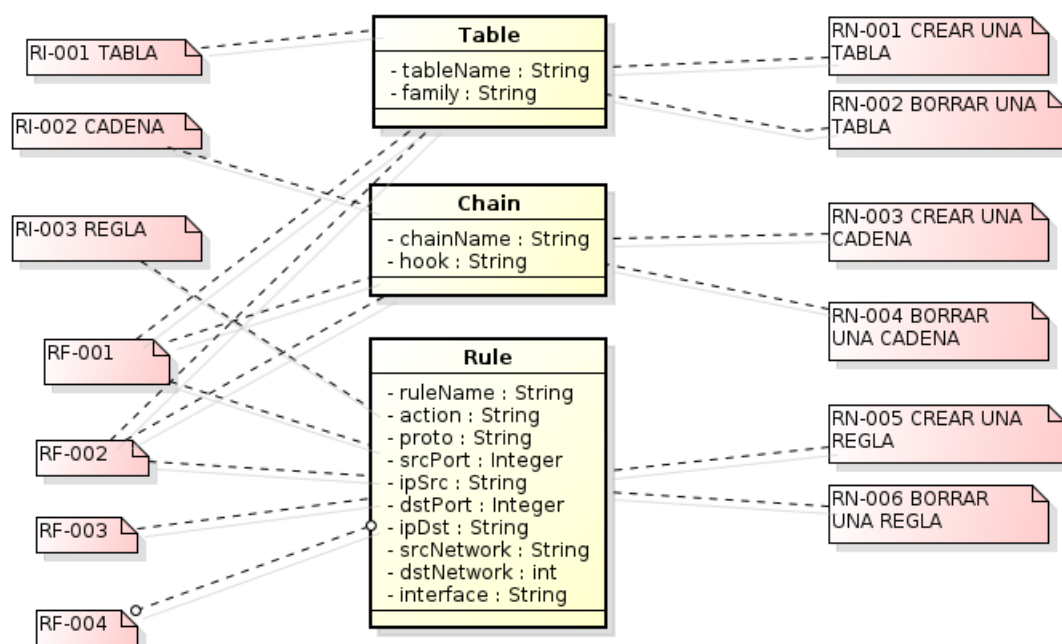 RI-001 TABLA
RI-002 CADENA
RI-003 REGLA
RF-001
RF-002
RF-003
RF-004
Table
- tableName : String
- family : String
Chain
- chainName : String
- hook : String
Rule
- ruleName : String
- action : String
- proto : String
- srcPort : Integer
- ipSrc : String
- dstPort : Integer
- ipDst : String
- srcNetwork : String
- dstNetwork : int
- interface : String
RN-001 CREAR UNA
TABLA
RN-002 BORRAR UNA
TABLA
RN-003 CREAR UNA
CADENA
RN-004 BORRAR
UNA CADENA
RN-005 CREAR UNA
REGLA
RN-006 BORRAR
UNA REGLA